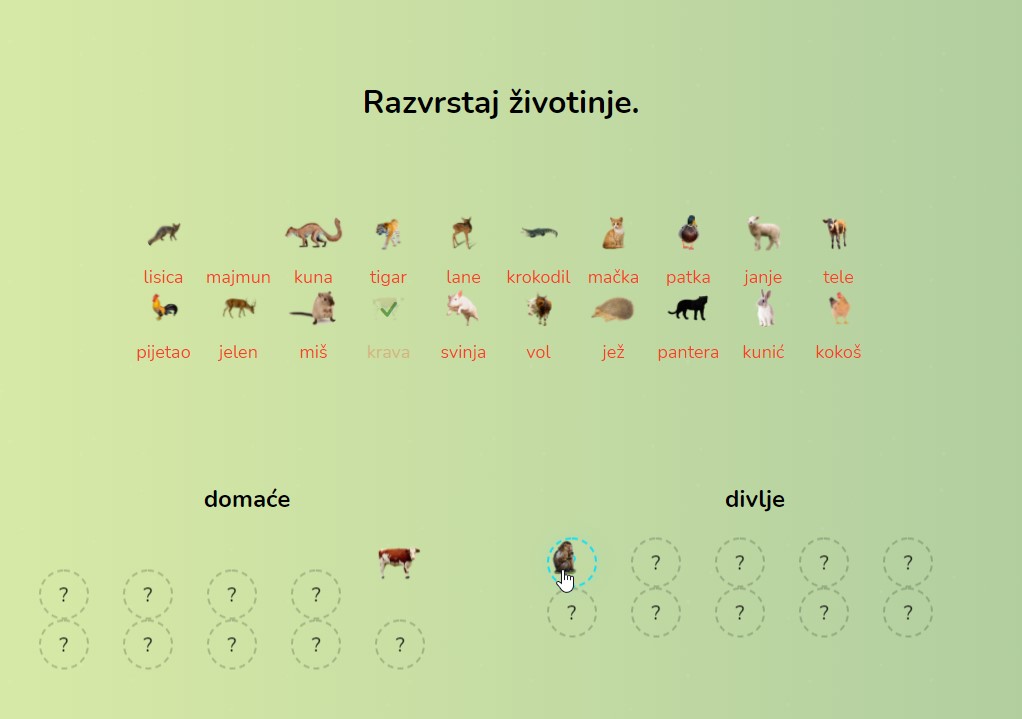 Razvrstaj životinje.
lisica majmun kuna tigar lane krokodil mačka patka janje tele
pijetao jelen miš krava svinja vol jež pantera kunić kokoš
domaće divlje
? ? ? ?
? ? ? ?
? ? ? ? ?
? ? ? ? ?